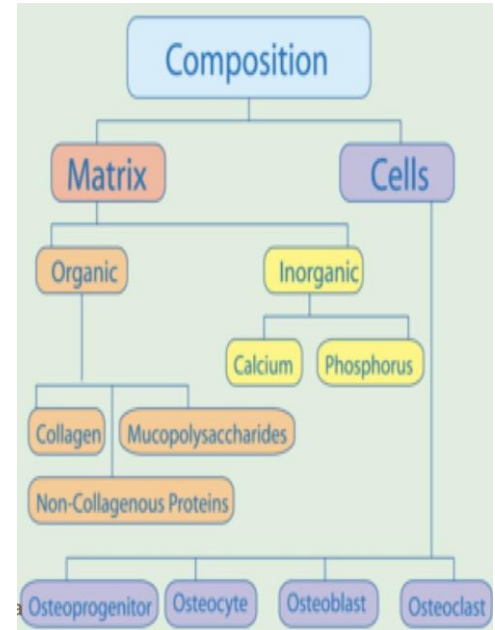 Composition
Matrix
Cells
Organic
Inorganic
Calcium
Phosphorus
Collagen
Mucopolysaccharides
Non-Collagenous Proteins
a
Osteoprogenitor
Osteocyte
Osteoblast
Osteoclast